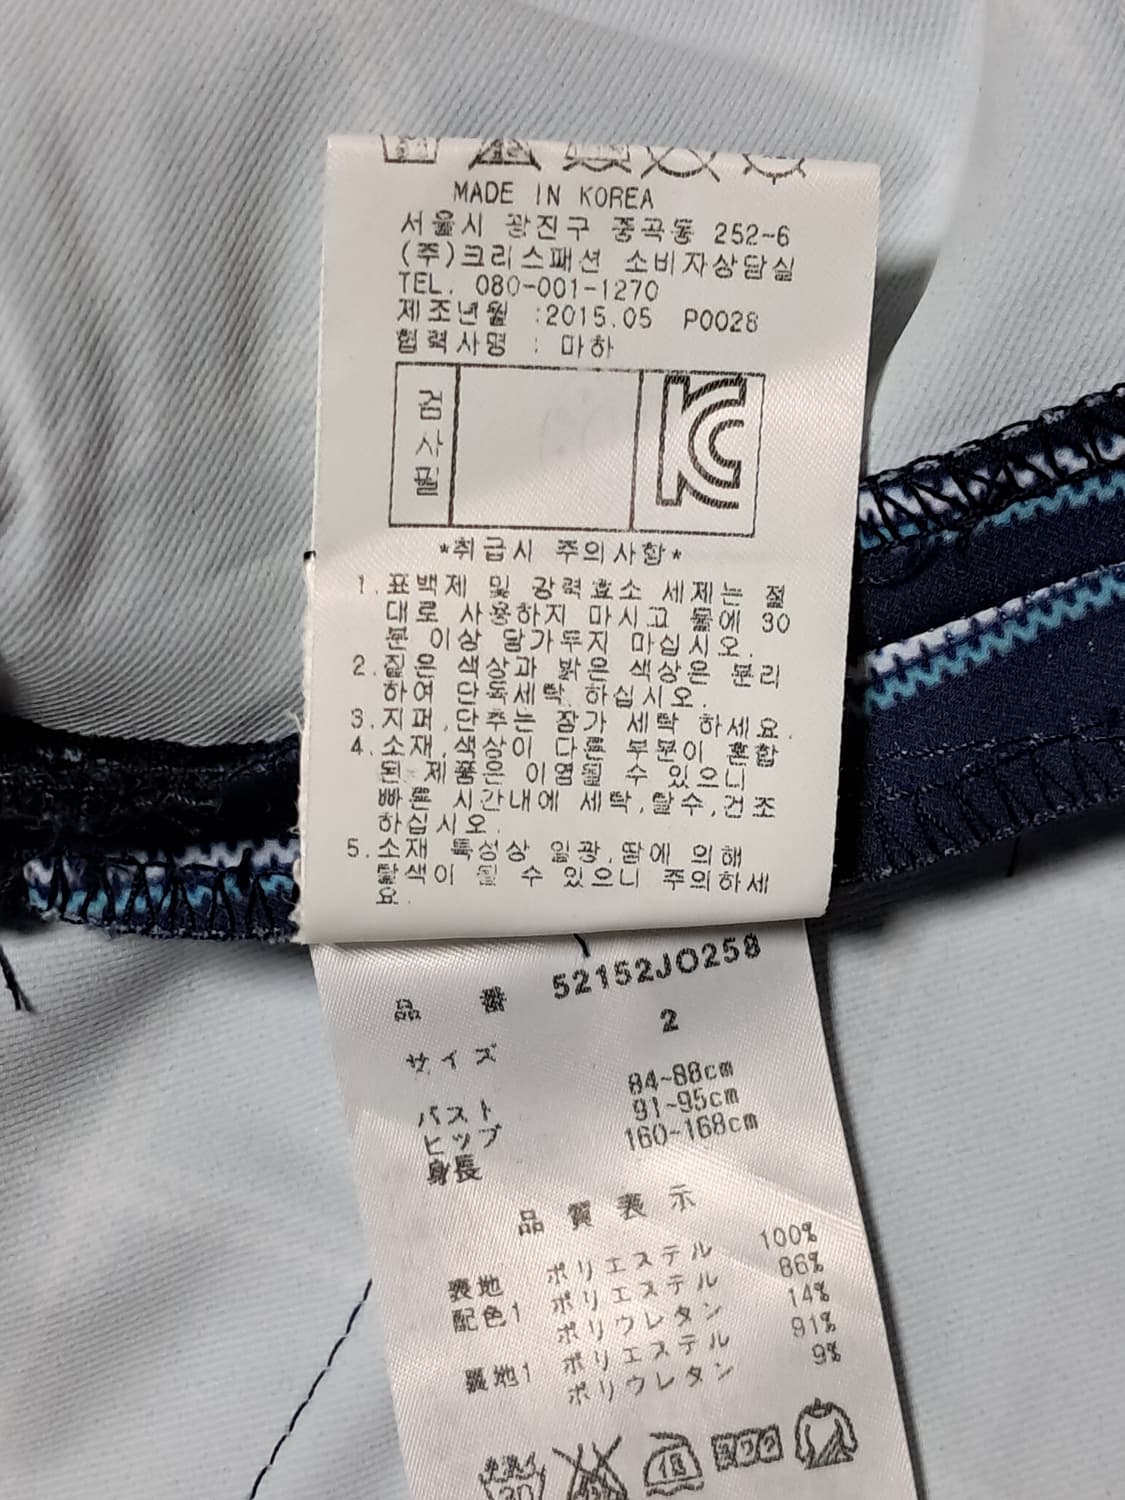 MADE IN KOREA
서울시 광진구 중곡동 252-6
(주)크리스패션 소비자상담실
TEL. 080-001-1270
제조년월 :2015.05 P0028
협력사명 : 마하
검사필
KC
*취급시 주의사항*
1.표백제 및 강력효소 세제는 절
대로 사용하지 마시고 물에 30
분 이상 담가두지 마십시오.
2.짙은 색상과 밝은 색상은 분리
하여 단독세탁 하십시오.
3.지퍼,단추는 잠가 세탁 하세요.
4.소재,색상이 다른 부분이 혼합
된 제품은 이염될 수 있으니
빠른 시간내에 세탁,탈수,건조
하십시오.
5.소재 특성상 일광,땀에 의해
탈색이 될 수 있으니 주의하세
요.
品番 52152JO258
サイズ 2
バスト 84~88cm
ヒップ 91~95cm
身長 160~168cm
品質表示
表地 ポリエステル 100%
配色1 ポリエステル 86%
ポリウレタン 14%
裏地1 ポリエステル 91%
ポリウレタン 9%